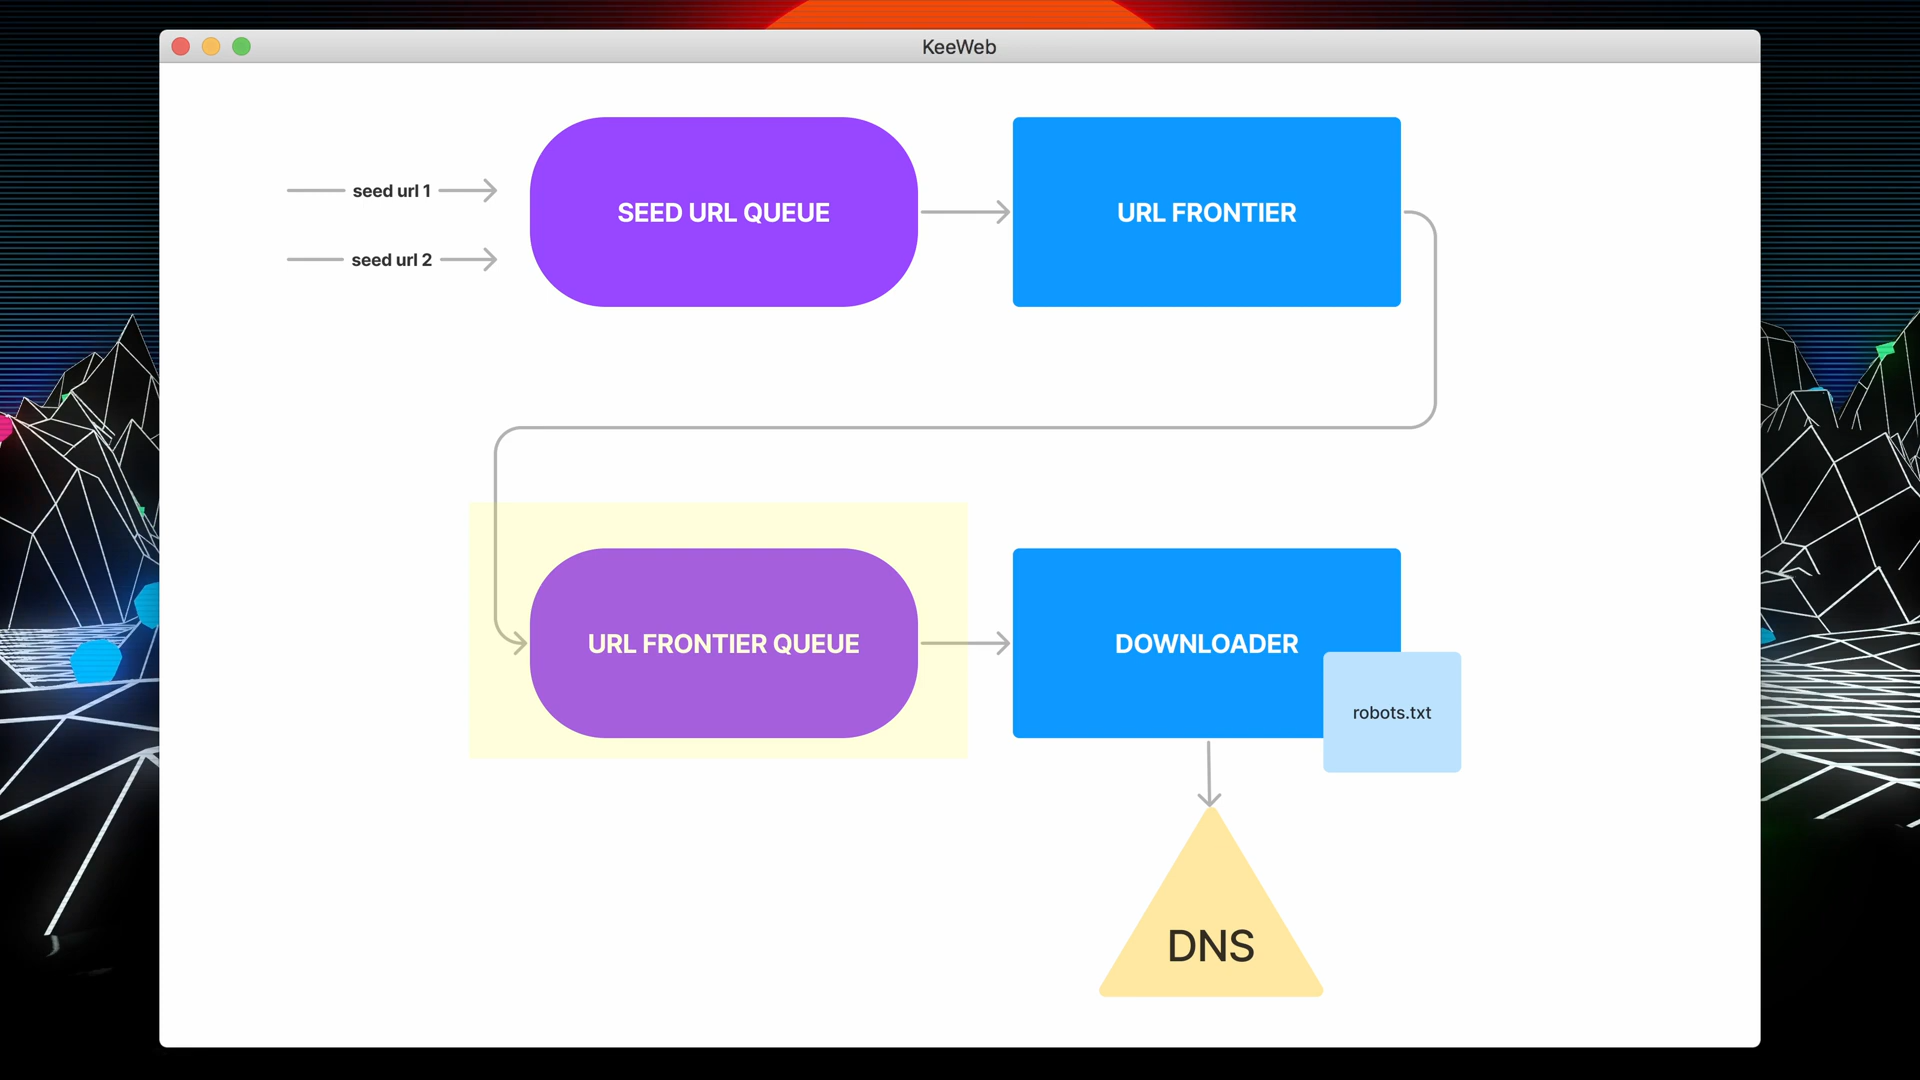 KeeWeb
seed url 1
seed url 2
SEED URL QUEUE
URL FRONTIER
URL FRONTIER QUEUE
DOWNLOADER
robots.txt
DNS